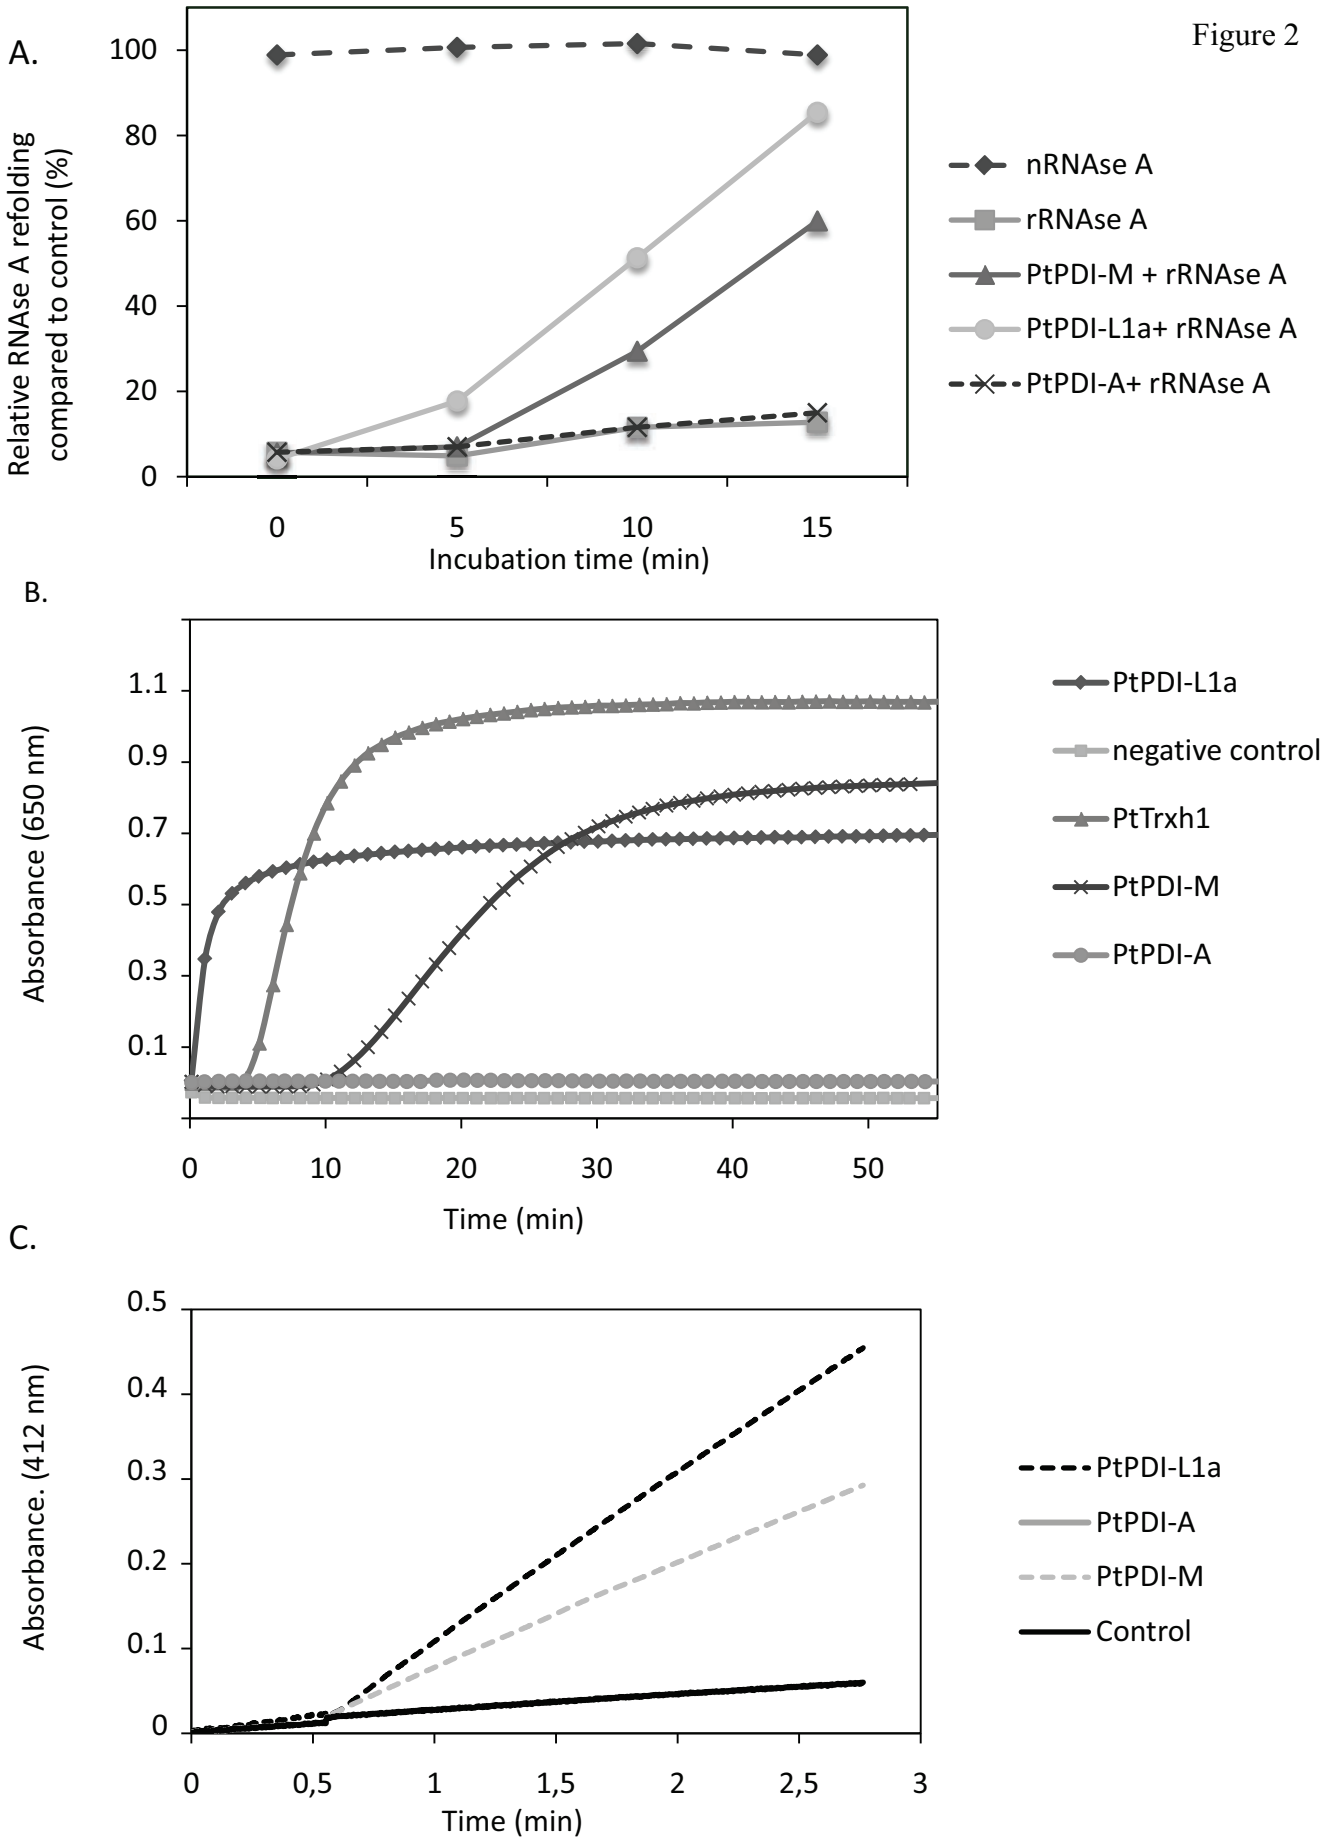 Figure 2
A.
Relative RNAse A refolding
compared to control (%)
100
80
60
40
20
0
0 5 10 15
Incubation time (min)
nRNAse A
rRNAse A
PtPDI-M + rRNAse A
PtPDI-L1a+ rRNAse A
PtPDI-A+ rRNAse A
B.
Absorbance (650 nm)
1.1
0.9
0.7
0.5
0.3
0.1
0 10 20 30 40 50
Time (min)
PtPDI-L1a
negative control
PtTrxh1
PtPDI-M
PtPDI-A
C.
Absorbance. (412 nm)
0.5
0.4
0.3
0.2
0.1
0
0 0,5 1 1,5 2 2,5 3
Time (min)
PtPDI-L1a
PtPDI-A
PtPDI-M
Control